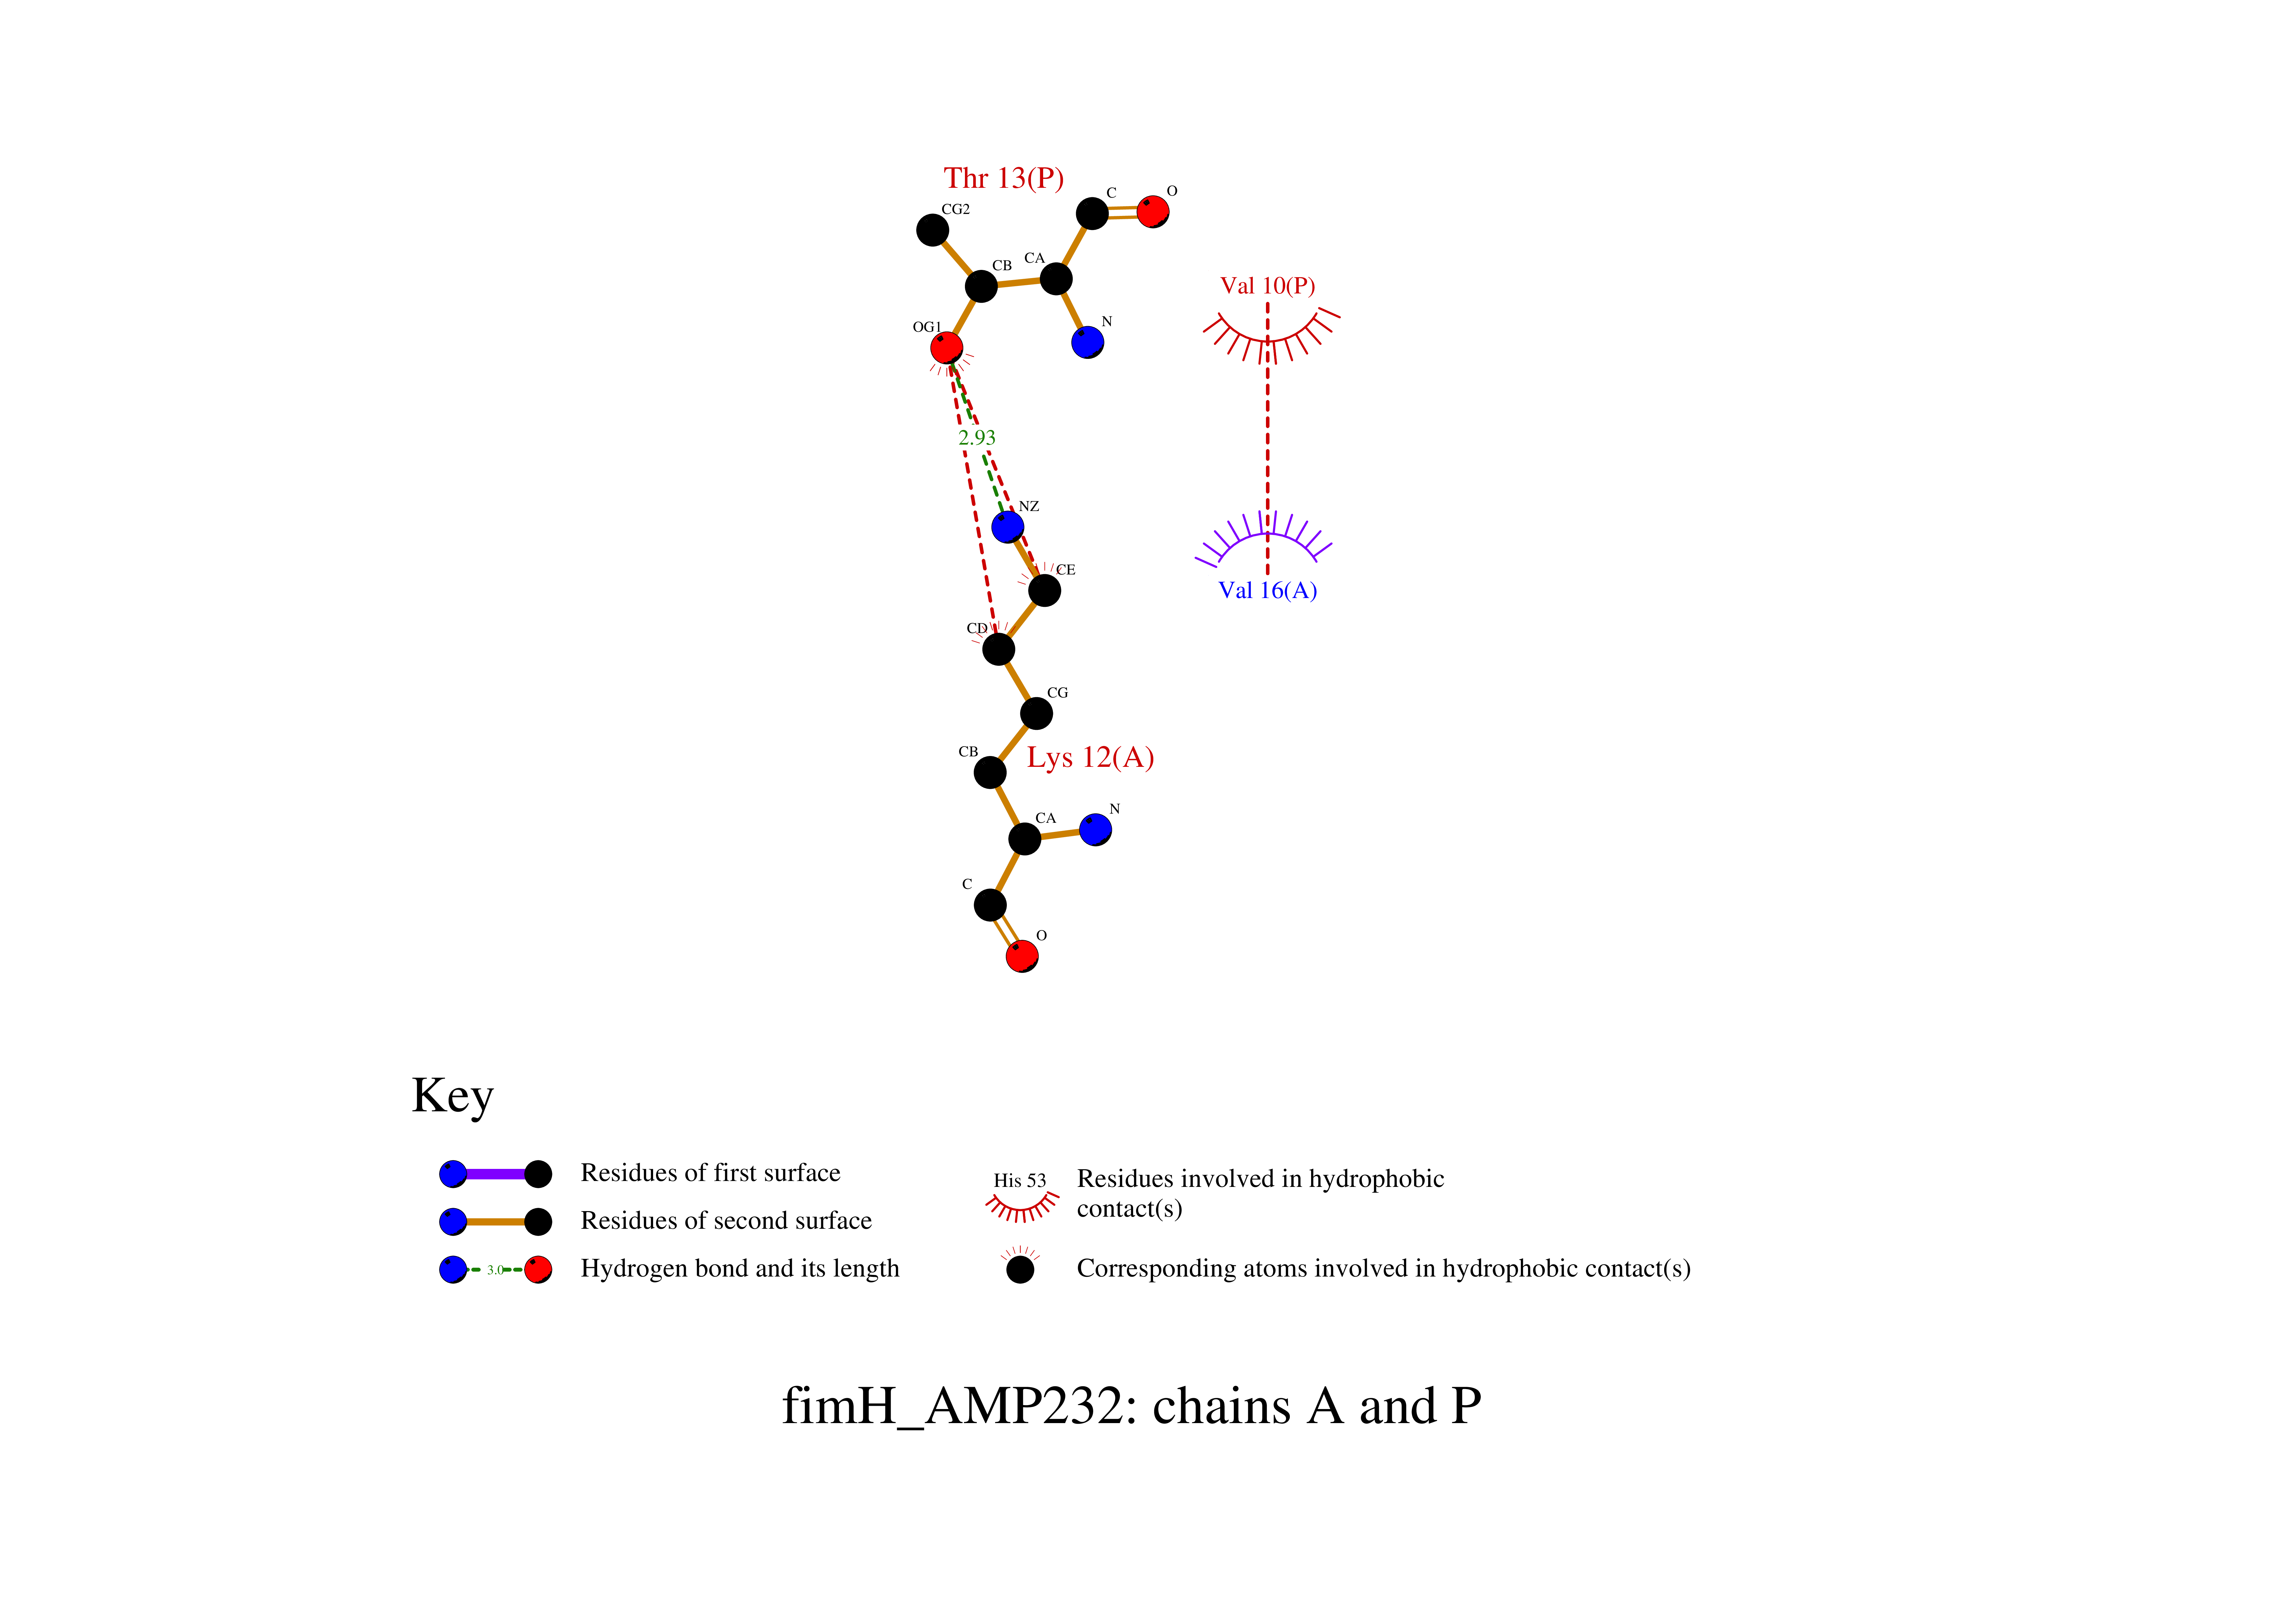 Thr 13(P)
C
O
CG2
CB
CA
OG1
N
Val 10(P)
2.93
NZ
CE
Val 16(A)
CD
CG
CB
Lys 12(A)
CA
N
C
O
Key
Residues of first surface
Residues of second surface
3.0
Hydrogen bond and its length
His 53
Residues involved in hydrophobic
contact(s)
Corresponding atoms involved in hydrophobic contact(s)
fimH_AMP232: chains A and P